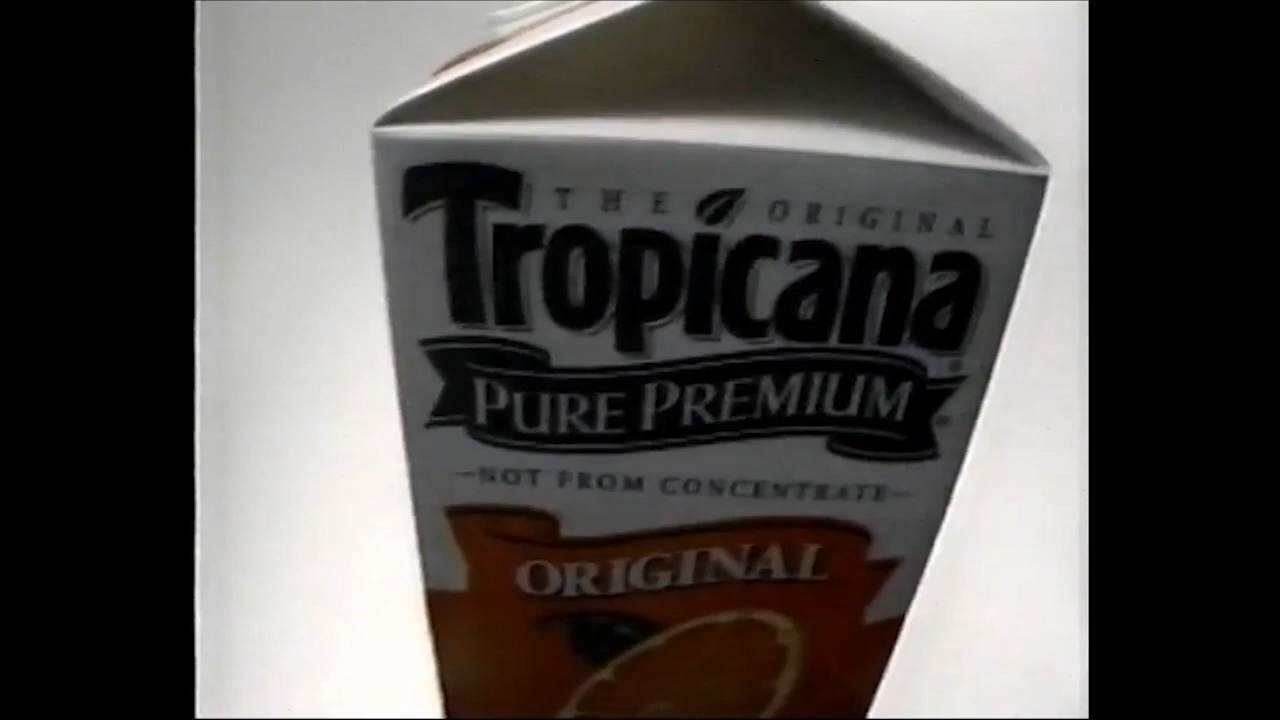 THE ORIGINAL
Tropicana
PURE PREMIUM
NOT FROM CONCENTRATE
ORIGINAL